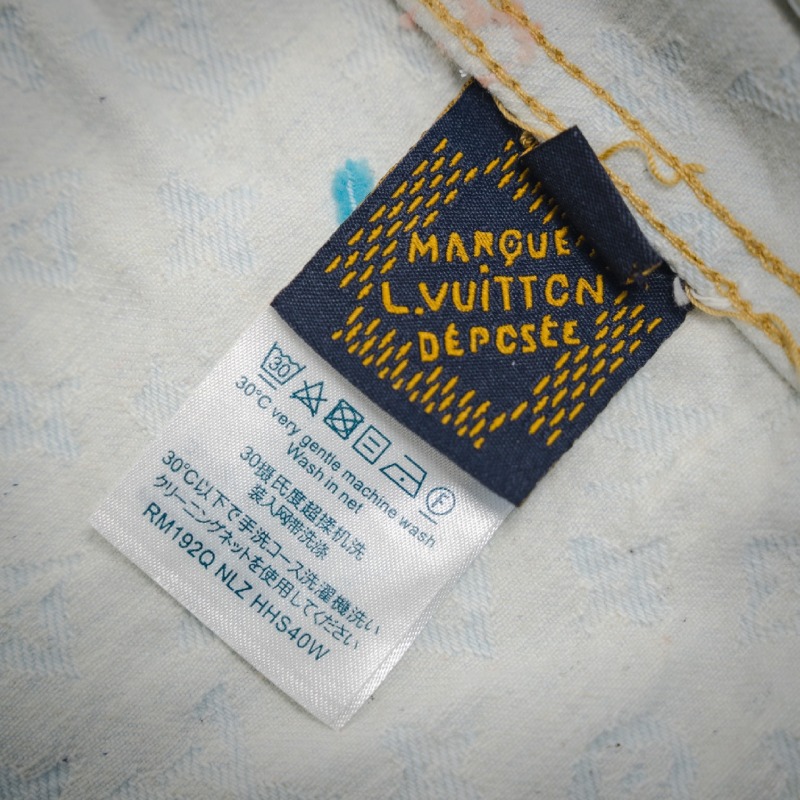 MARQUE
L.VUiTTON
DÉPOSÉE
30
F
30°C very gentle machine wash
Wash in net
30摄氏度超揉机洗
装入网带洗涤
30℃以下で手洗コース洗濯機洗い
クリーニングネットを使用してください
RM192Q NLZ HHS40W